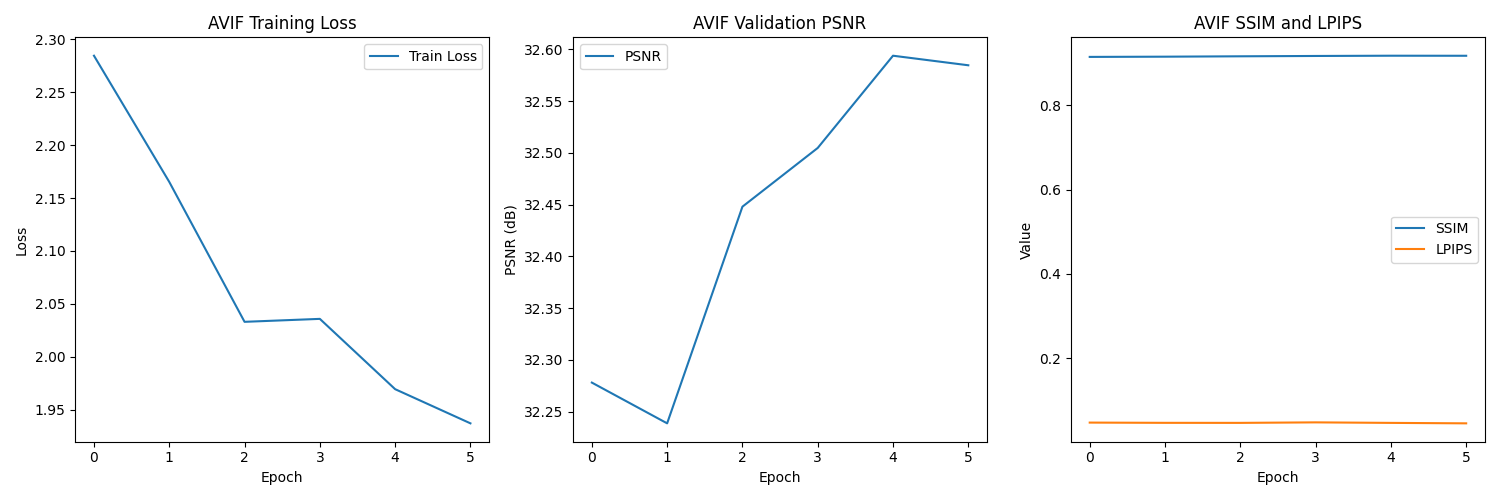 AVIF Training Loss
2.30
2.25
2.20
2.15
2.10
2.05
2.00
1.95
Loss
Train Loss
0 1 2 3 4 5
Epoch
AVIF Validation PSNR
32.60
32.55
32.50
32.45
32.40
32.35
32.30
32.25
PSNR (dB)
PSNR
0 1 2 3 4 5
Epoch
AVIF SSIM and LPIPS
0.8
0.6
0.4
0.2
Value
SSIM
LPIPS
0 1 2 3 4 5
Epoch